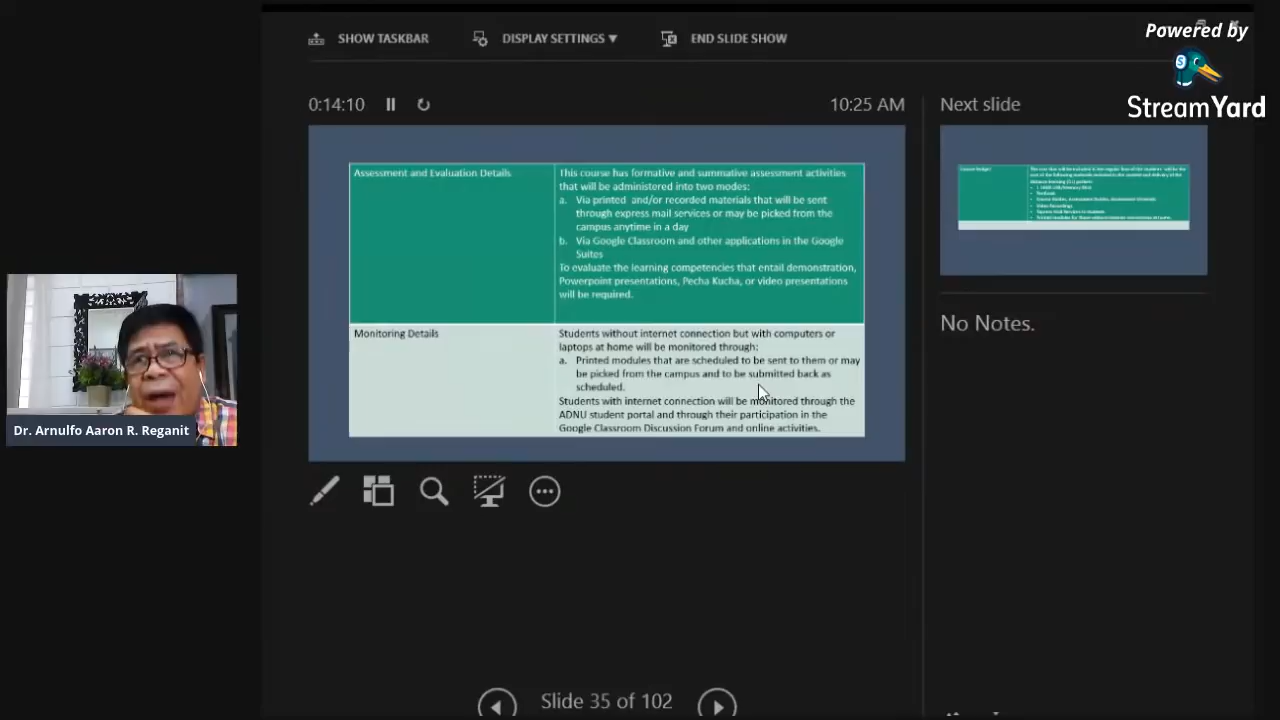 SHOW TASKBAR
DISPLAY SETTINGS ▼
END SLIDE SHOW
Powered by
StreamYard
0:14:10
10:25 AM
Next slide
Assessment and Evaluation Details
This course has formative and summative assessment activities
that will be administered into two modes:
a. Via printed and/or recorded materials that will be sent
through express mail services or may be picked from the
campus anytime in a day
b. Via Google Classroom and other applications in the Google
Suites
To evaluate the learning competencies that entail demonstration,
Powerpoint presentations, Pecha Kucha, or video presentations
will be required.
Monitoring Details
Students without internet connection but with computers or
laptops at home will be monitored through:
a. Printed modules that are scheduled to be sent to them or may
be picked from the campus and to be submitted back as
scheduled.
Students with internet connection will be monitored through the
ADNU student portal and through their participation in the
Google Classroom Discussion Forum and online activities.
No Notes.
Dr. Arnulfo Aaron R. Reganit
Slide 35 of 102